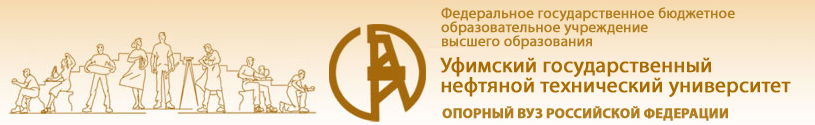 Федеральное государственное бюджетное
образовательное учреждение
высшего образования
Уфимский государственный
нефтяной технический университет
ОПОРНЫЙ ВУЗ РОССИЙСКОЙ ФЕДЕРАЦИИ